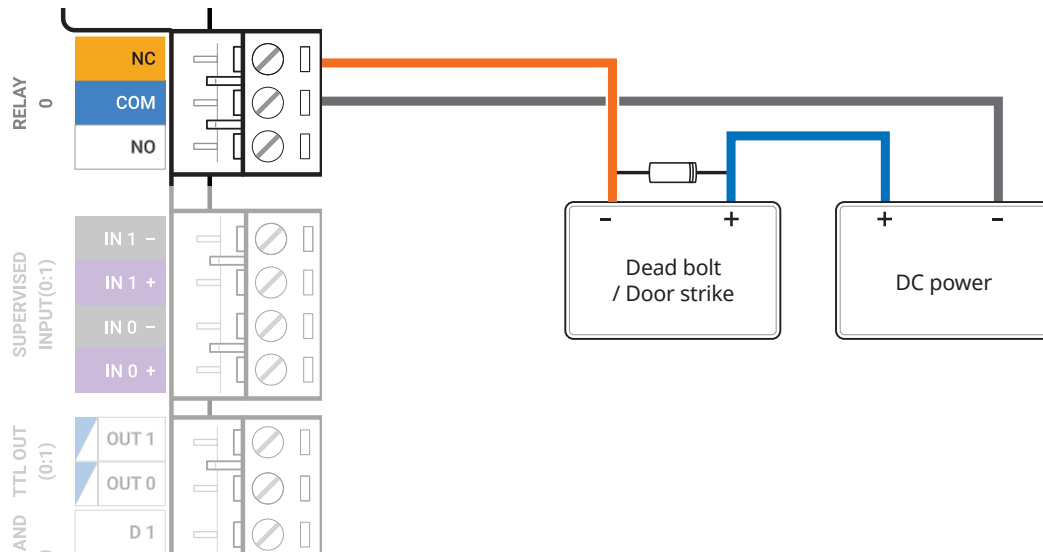 RELAY
0
NC
COM
NO
SUPERVISED
INPUT(0:1)
IN 1 –
IN 1 +
IN 0 –
IN 0 +
TTL OUT
(0:1)
OUT 1
OUT 0
AND
D 1
- +
Dead bolt
/ Door strike
+ -
DC power